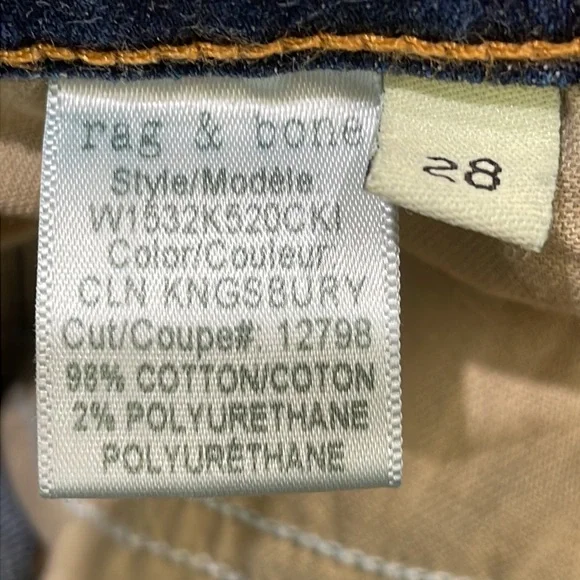 rag & bone
Style/Modèle
W1532K520CKI
Color/Couleur
CLN KNGSBURY
Cut/Coupe#. 12798
98% COTTON/COTON
2% POLYURETHANE
POLYURÉTHANE
28